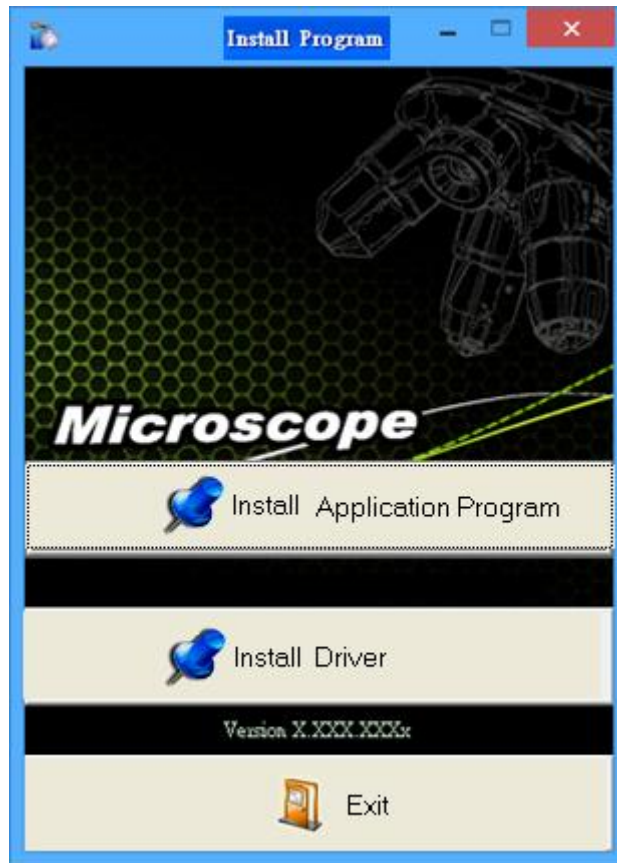 Install Program
Microscope
Install Application Program
Install Driver
Version X.XXX.XXXx
Exit